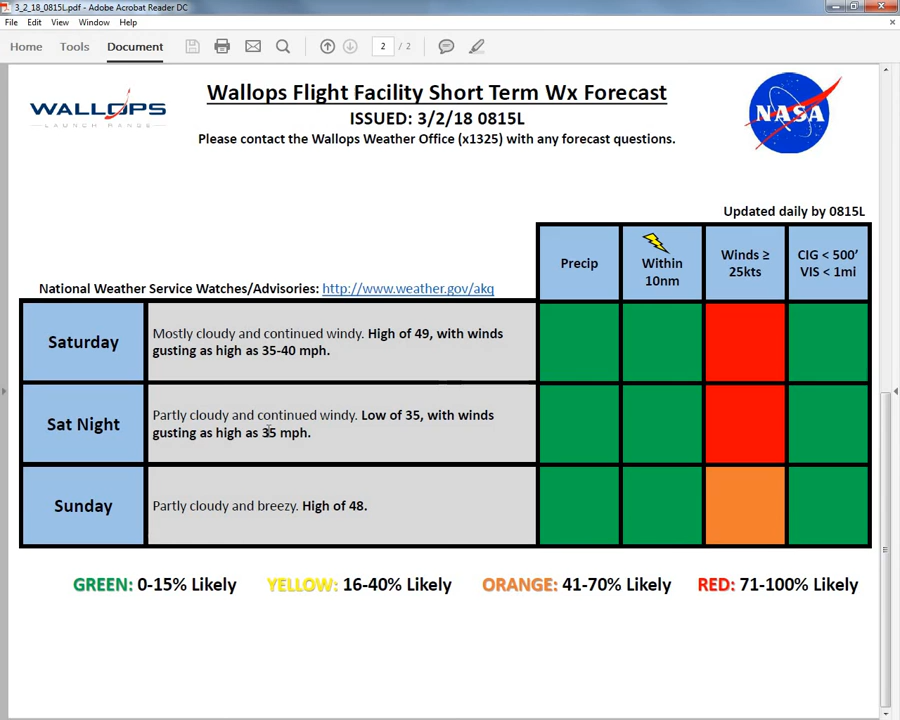 3_2_18_0815L.pdf - Adobe Acrobat Reader DC
File Edit View Window Help
Home Tools Document 2 / 2
WALLOPS
LAUNCH RANGE
Wallops Flight Facility Short Term Wx Forecast
ISSUED: 3/2/18 0815L
Please contact the Wallops Weather Office (x1325) with any forecast questions.
NASA
Updated daily by 0815L
National Weather Service Watches/Advisories: http://www.weather.gov/akq
Precip
Within
10nm
Winds ≥
25kts
CIG < 500’
VIS < 1mi
Saturday
Mostly cloudy and continued windy. High of 49, with winds
gusting as high as 35-40 mph.
Sat Night
Partly cloudy and continued windy. Low of 35, with winds
gusting as high as 35 mph.
Sunday
Partly cloudy and breezy. High of 48.
GREEN: 0-15% Likely YELLOW: 16-40% Likely ORANGE: 41-70% Likely RED: 71-100% Likely